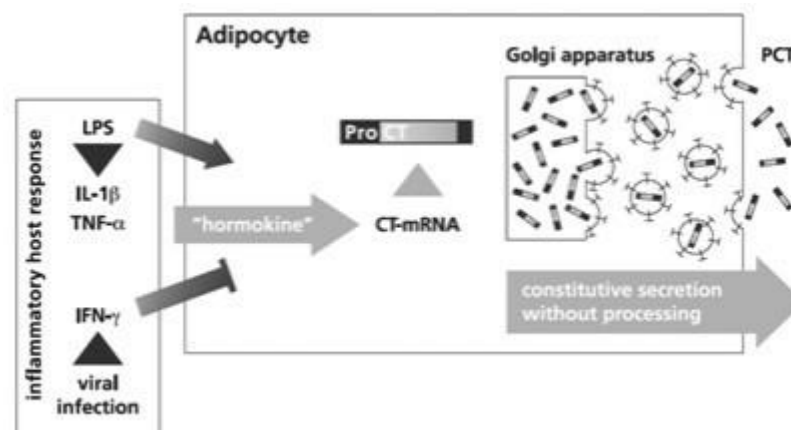 Adipocyte
Golgi apparatus
PCT
inflammatory host response
LPS
IL-1β
TNF-α
IFN-γ
viral
infection
"hormokine"
Pro CT
CT-mRNA
constitutive secretion
without processing